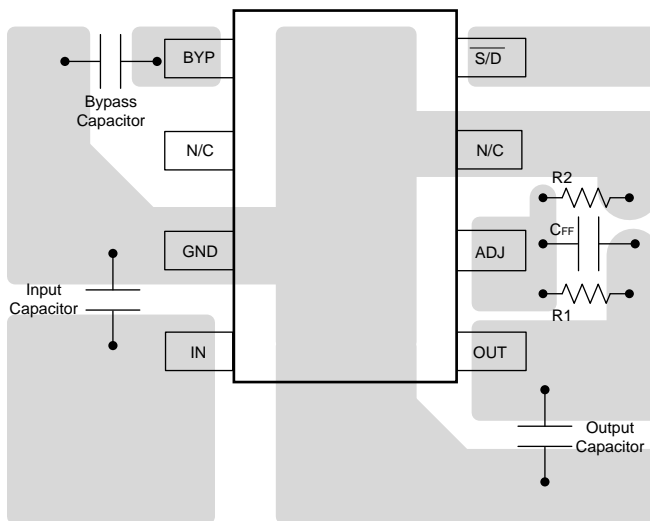 BYP
S/D
Bypass
Capacitor
N/C
N/C
R2
CFF
GND
ADJ
Input
Capacitor
R1
IN
OUT
Output
Capacitor